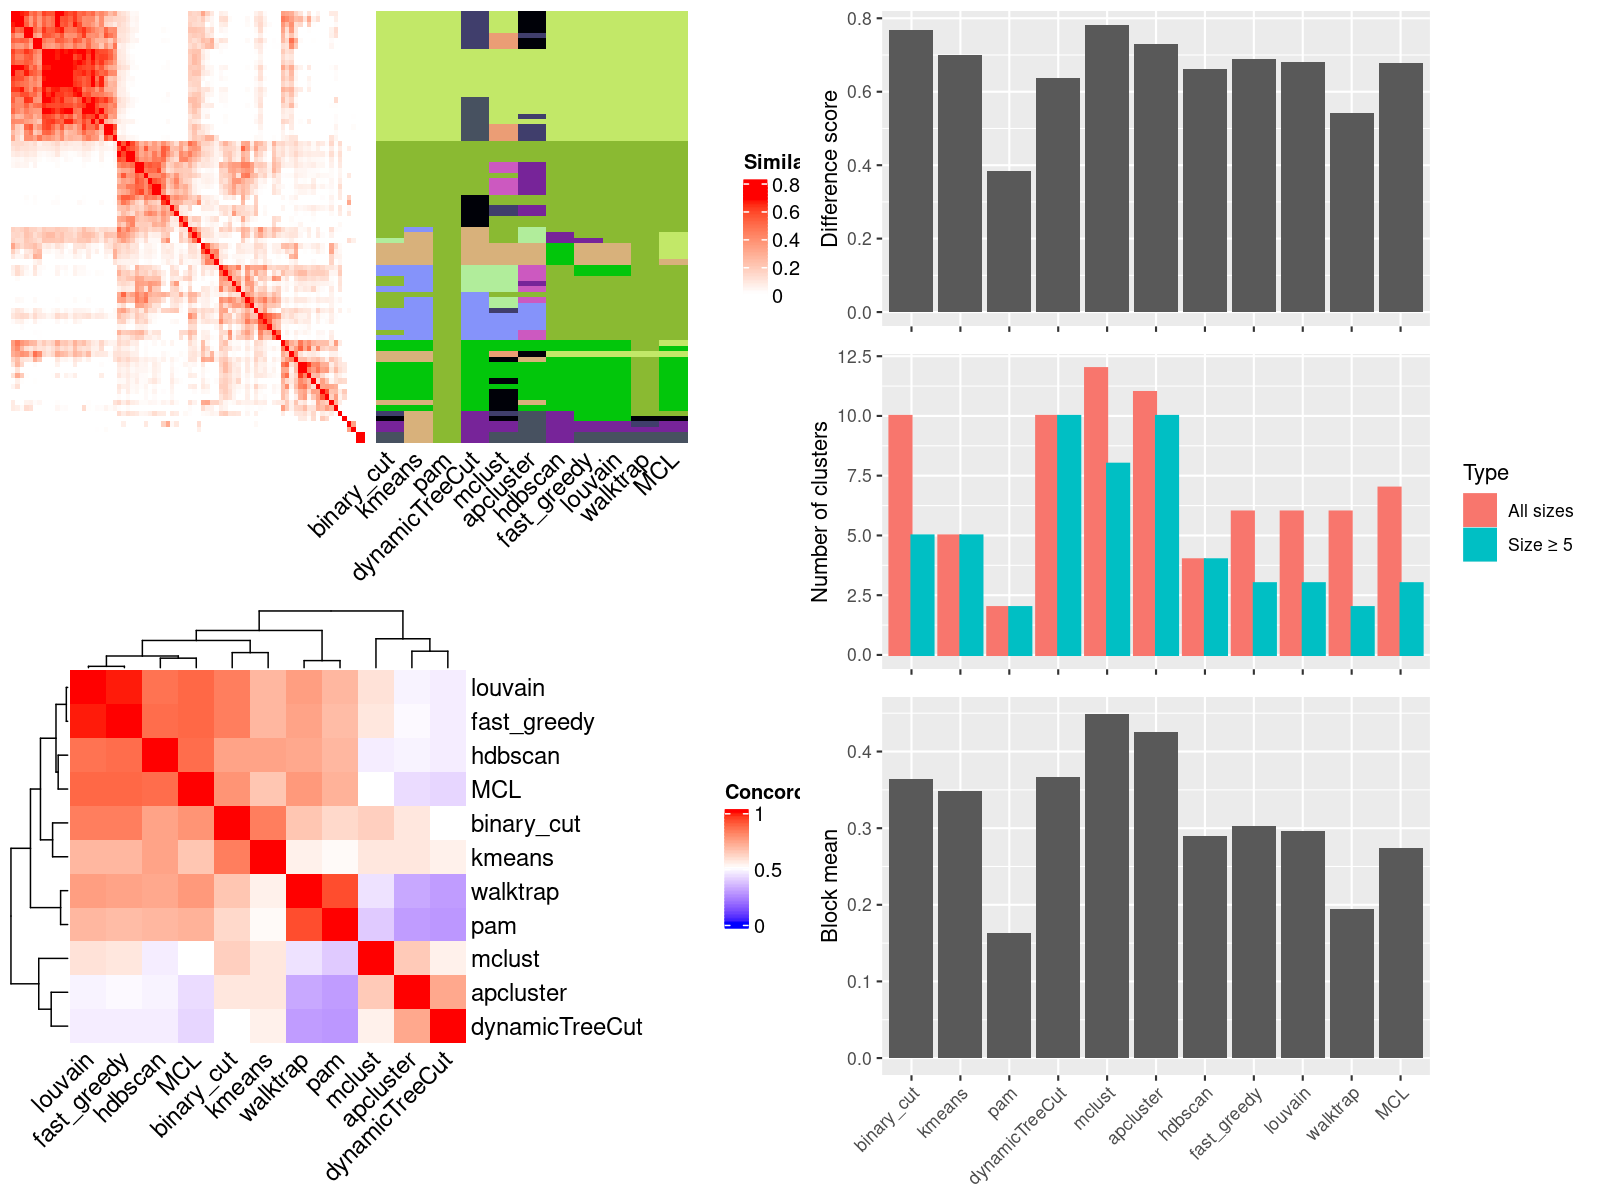 Simila
0.8
0.6
0.4
0.2
0
binary_cut
kmeans
pam
dynamicTreeCut
mclust
apcluster
hdbscan
fast_greedy
louvain
walktrap
MCL
louvain
fast_greedy
hdbscan
MCL
binary_cut
kmeans
walktrap
pam
mclust
apcluster
dynamicTreeCut
louvain
fast_greedy
hdbscan
MCL
binary_cut
kmeans
walktrap
pam
mclust
apcluster
dynamicTreeCut
Concord
1
0.5
0
Difference score
0.8
0.6
0.4
0.2
0.0
Number of clusters
12.5
10.0
7.5
5.0
2.5
0.0
Type
All sizes
Size ≥ 5
Block mean
0.4
0.3
0.2
0.1
0.0
binary_cut
kmeans
pam
dynamicTreeCut
mclust
apcluster
hdbscan
fast_greedy
louvain
walktrap
MCL